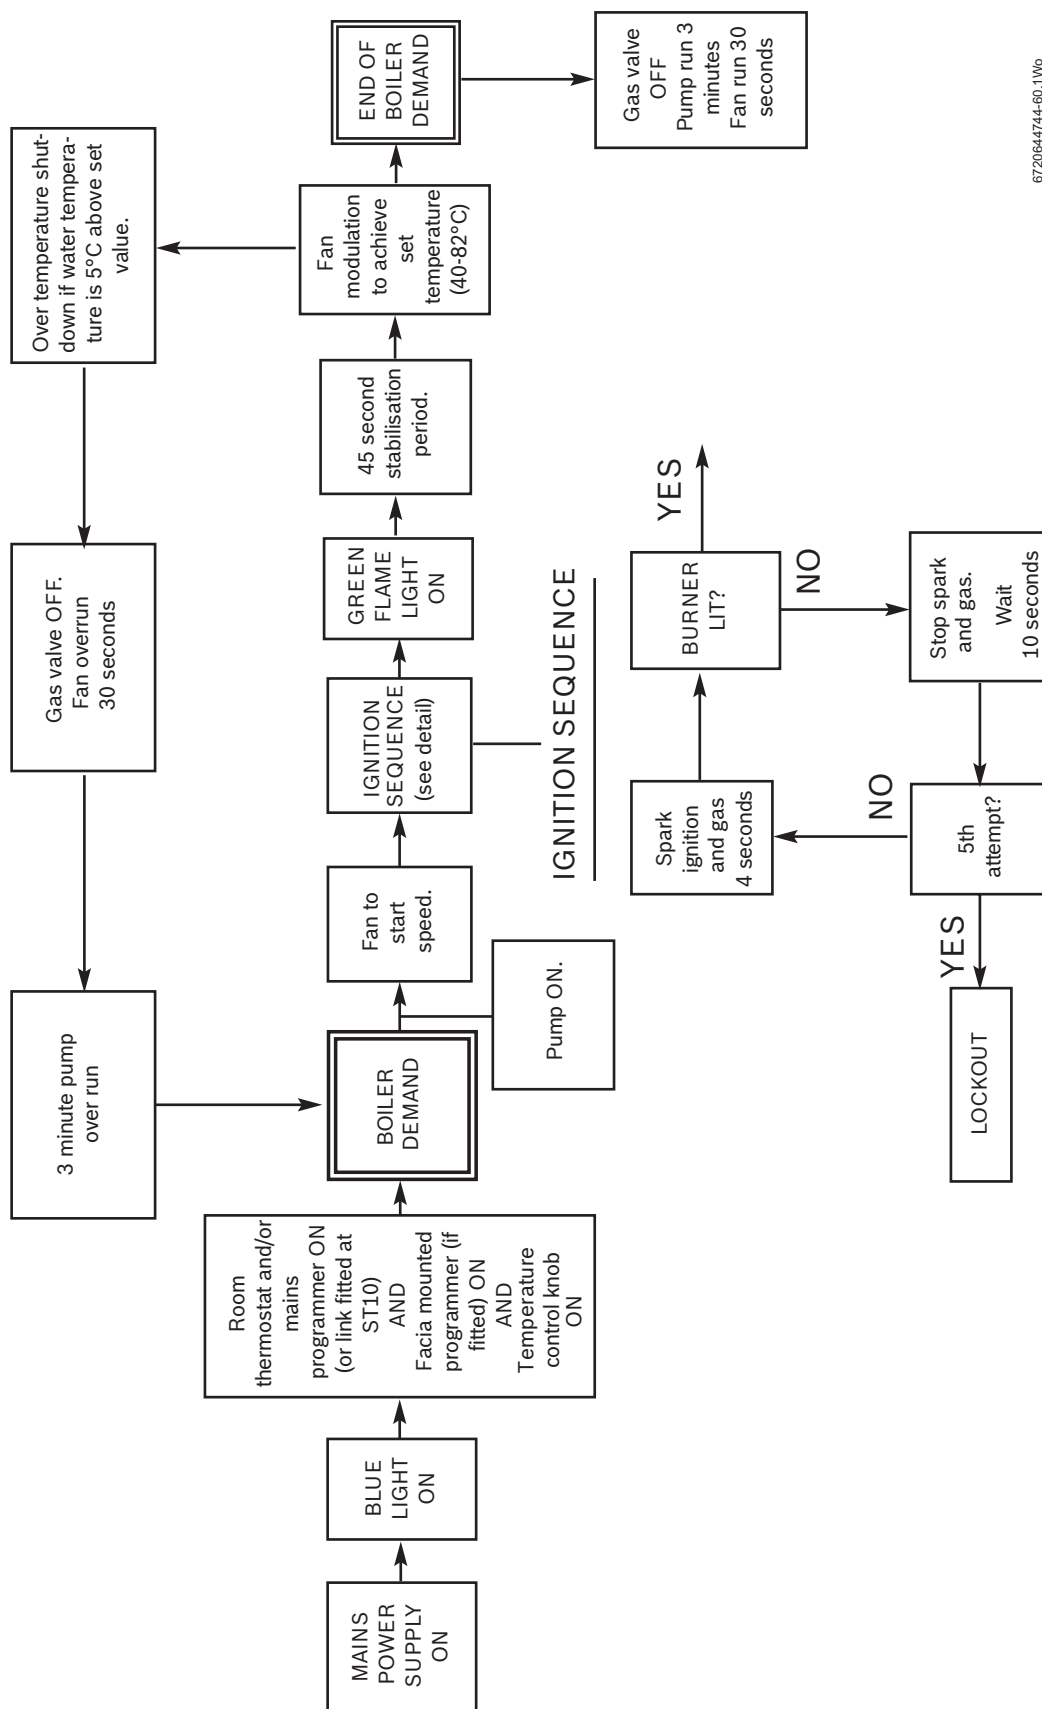 MAINS
POWER
SUPPLY
ON
BLUE
LIGHT
ON
Room
thermostat and/or
mains
programmer ON
(or link fitted at
ST10)
AND
Facia mounted
programmer (if
fitted) ON
AND
Temperature
control knob
ON
BOILER
DEMAND
Pump ON.
Fan to
start
speed.
IGNITION
SEQUENCE
(see detail)
GREEN
FLAME
LIGHT
ON
45 second
stabilisation
period.
Fan
modulation
to achieve
set
temperature
(40-82°C)
END OF
BOILER
DEMAND
Gas valve
OFF
Pump run 3
minutes
Fan run 30
seconds
Over temperature shut-
down if water tempera-
ture is 5°C above set
value.
Gas valve OFF.
Fan overrun
30 seconds
3 minute pump
over run
IGNITION SEQUENCE
Spark
ignition
and gas
4 seconds
BURNER
LIT?
YES
NO
Stop spark
and gas.
Wait
10 seconds
5th
attempt?
NO
YES
LOCKOUT
6720644744-60.1Wo